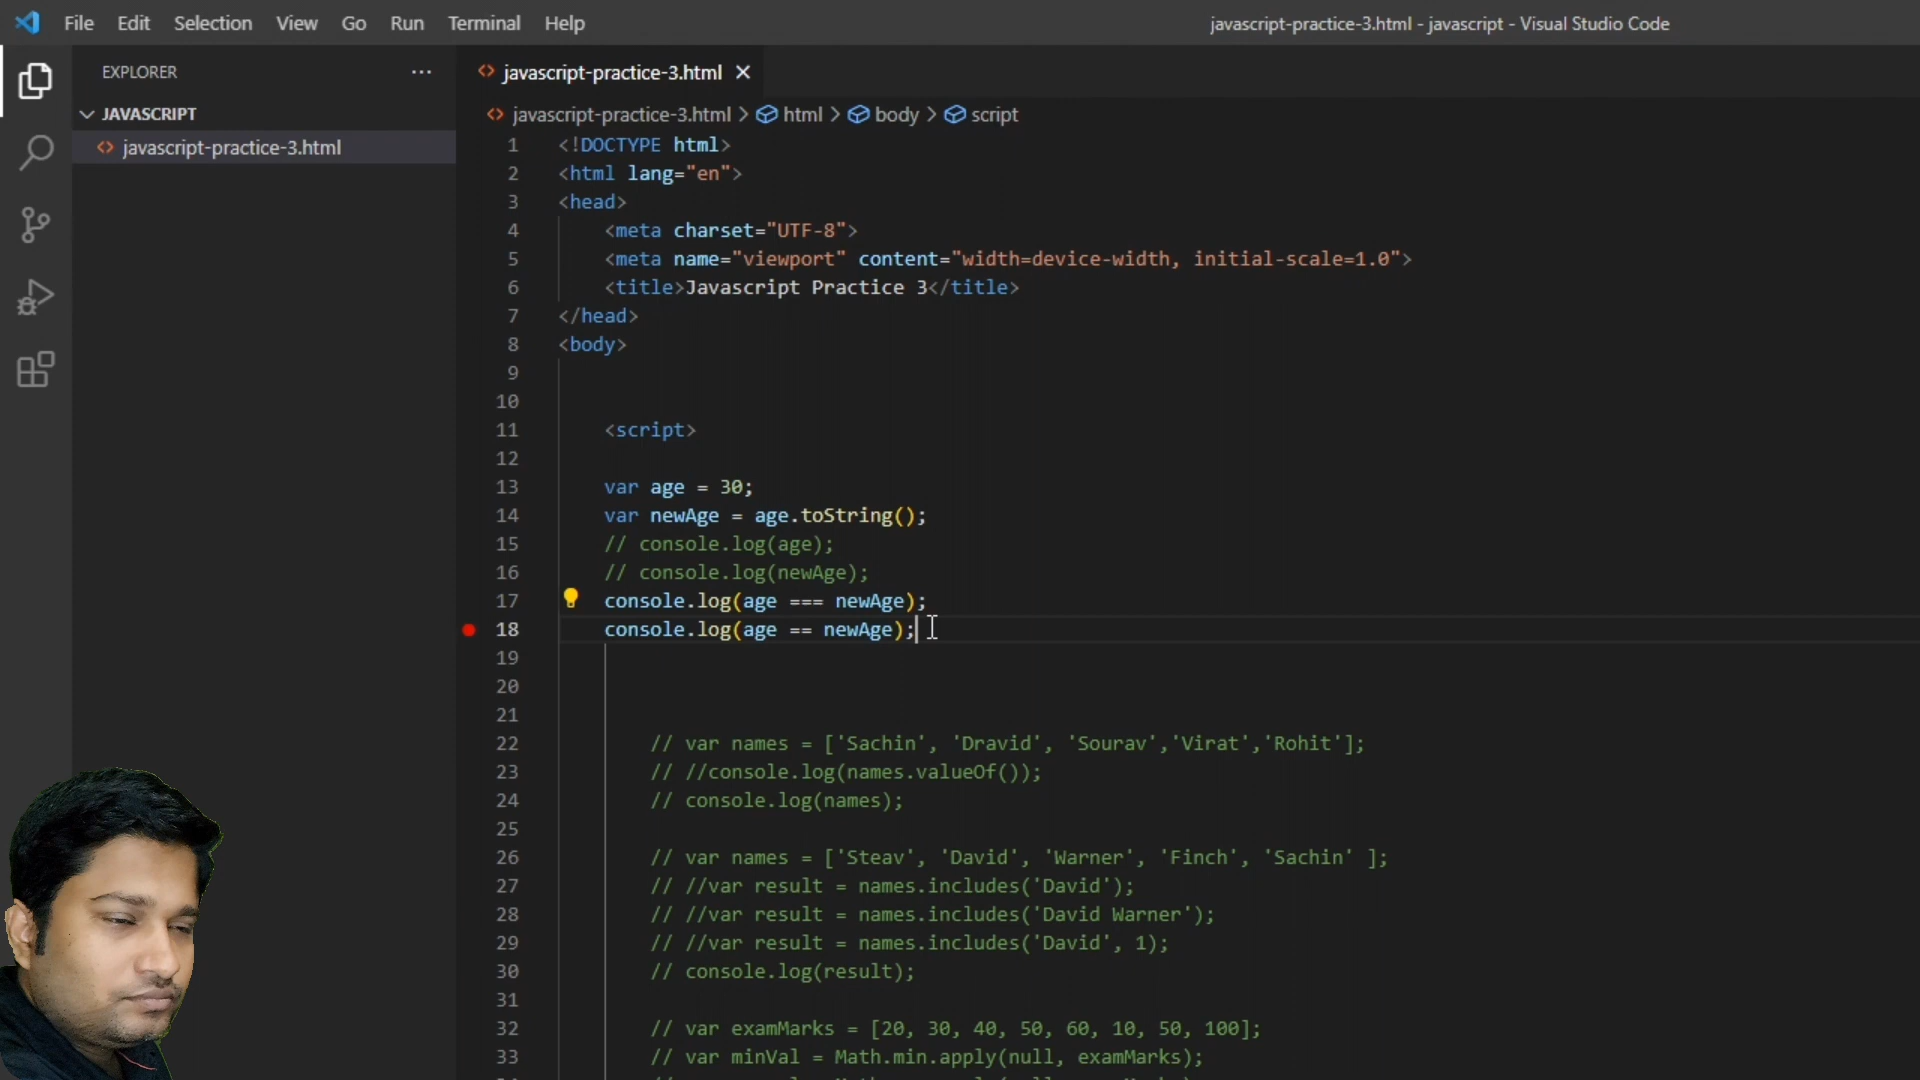 File Edit Selection View Go Run Terminal Help
javascript-practice-3.html - javascript - Visual Studio Code
EXPLORER
JAVASCRIPT
javascript-practice-3.html
javascript-practice-3.html
javascript-practice-3.html > html > body > script
1 <!DOCTYPE html>
2 <html lang="en">
3 <head>
4 <meta charset="UTF-8">
5 <meta name="viewport" content="width=device-width, initial-scale=1.0">
6 <title>Javascript Practice 3</title>
7 </head>
8 <body>
9
10
11 <script>
12
13 var age = 30;
14 var newAge = age.toString();
15 // console.log(age);
16 // console.log(newAge);
17 console.log(age === newAge);
18 console.log(age == newAge);
19
20
21
22 // var names = ['Sachin', 'Dravid', 'Sourav','Virat','Rohit'];
23 // //console.log(names.valueOf());
24 // console.log(names);
25
26 // var names = ['Steav', 'David', 'Warner', 'Finch', 'Sachin' ];
27 // //var result = names.includes('David');
28 // //var result = names.includes('David Warner');
29 // //var result = names.includes('David', 1);
30 // console.log(result);
31
32 // var examMarks = [20, 30, 40, 50, 60, 10, 50, 100];
33 // var minVal = Math.min.apply(null, examMarks);